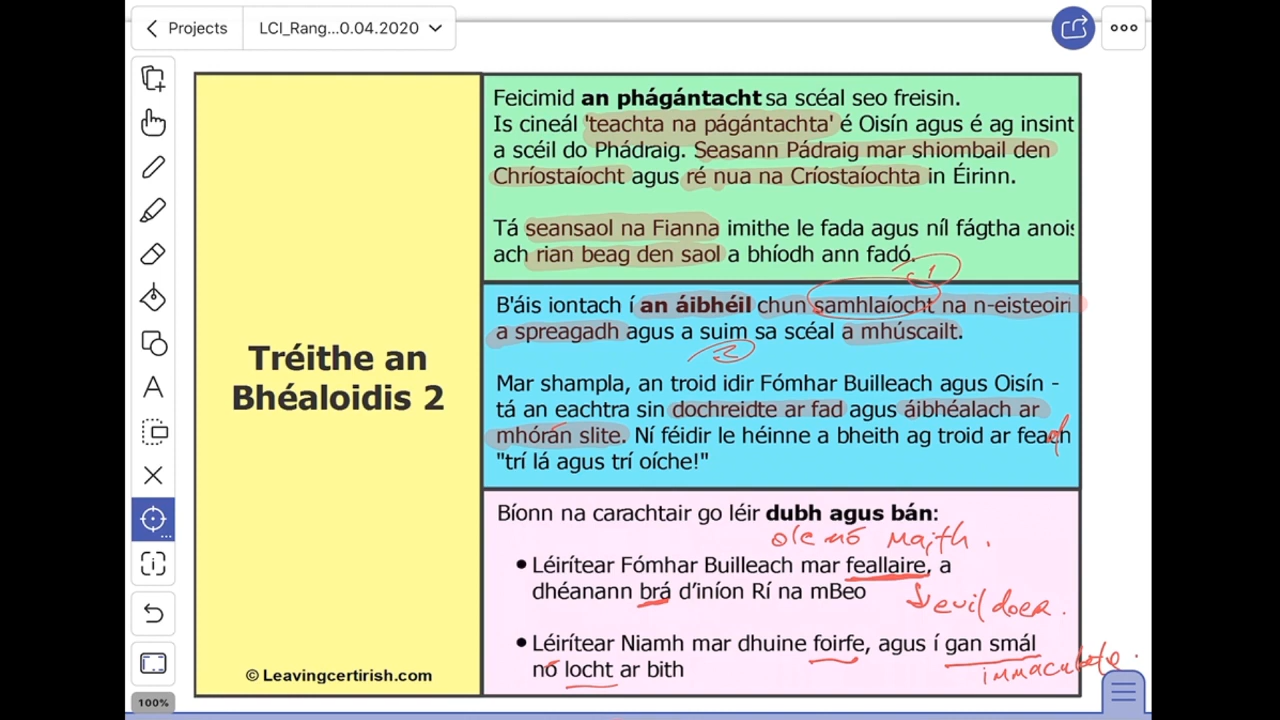 Projects
LCI_Rang...0.04.2020
Feicimid an phágántacht sa scéal seo freisin.
Is cineál 'teachta na págántachta' é Oisín agus é ag insint
a scéil do Phádraig. Seasann Pádraig mar shiombail den
Chríostaíocht agus ré nua na Críostaíochta in Éirinn.
Tá seansaol na Fianna imithe le fada agus níl fágtha anois
ach rian beag den saol a bhíodh ann fadó.
1
B'áis iontach í an áibhéil chun samhlaíocht na n-eisteoirí
a spreagadh agus a suim sa scéal a mhúscailt.
2
Mar shampla, an troid idir Fómhar Builleach agus Oisín -
tá an eachtra sin dochreidte ar fad agus áibhéalach ar
mhórán slite. Ní féidir le héinne a bheith ag troid ar feadh
"trí lá agus trí oíche!"
Tréithe an
Bhéaloidis 2
Bíonn na carachtair go léir dubh agus bán:
olc nó maith.
• Léirítear Fómhar Builleach mar feallaire, a
dhéanann brá d'iníon Rí na mBeo
evil doer.
• Léirítear Niamh mar dhuine foirfe, agus í gan smál
nó locht ar bith
immaculate.
© Leavingcertirish.com
100%